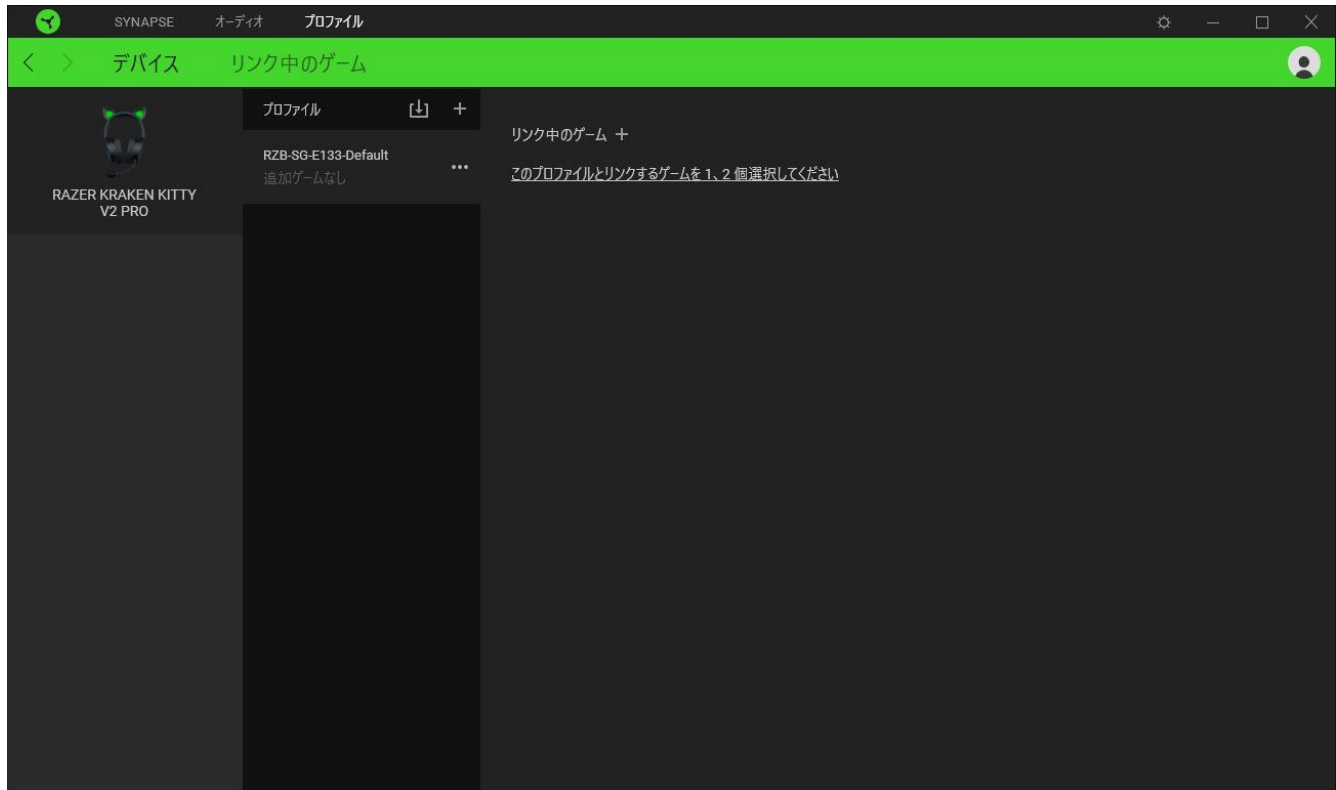 SYNAPSE オーディオ プロファイル
デバイス リンク中のゲーム
RAZER KRAKEN KITTY
V2 PRO
プロファイル
RZB-SG-E133-Default
追加ゲームなし
リンク中のゲーム
このプロファイルとリンクするゲームを 1、2 個選択してください